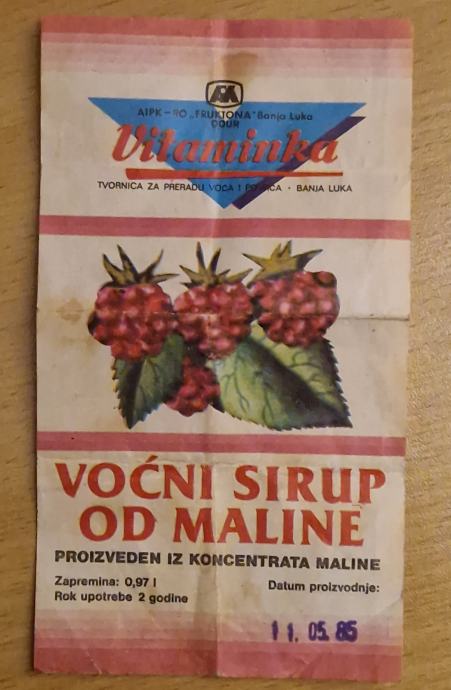 AIPK – RO „FRUKTONA" Banja Luka
OOUR
Vitaminka
TVORNICA ZA PRERADU VOĆA I POVRĆA · BANJA LUKA
VOĆNI SIRUP
OD MALINE
PROIZVEDEN IZ KONCENTRATA MALINE
Zapremina: 0,97 l
Datum proizvodnje:
Rok upotrebe 2 godine
11. 05. 85